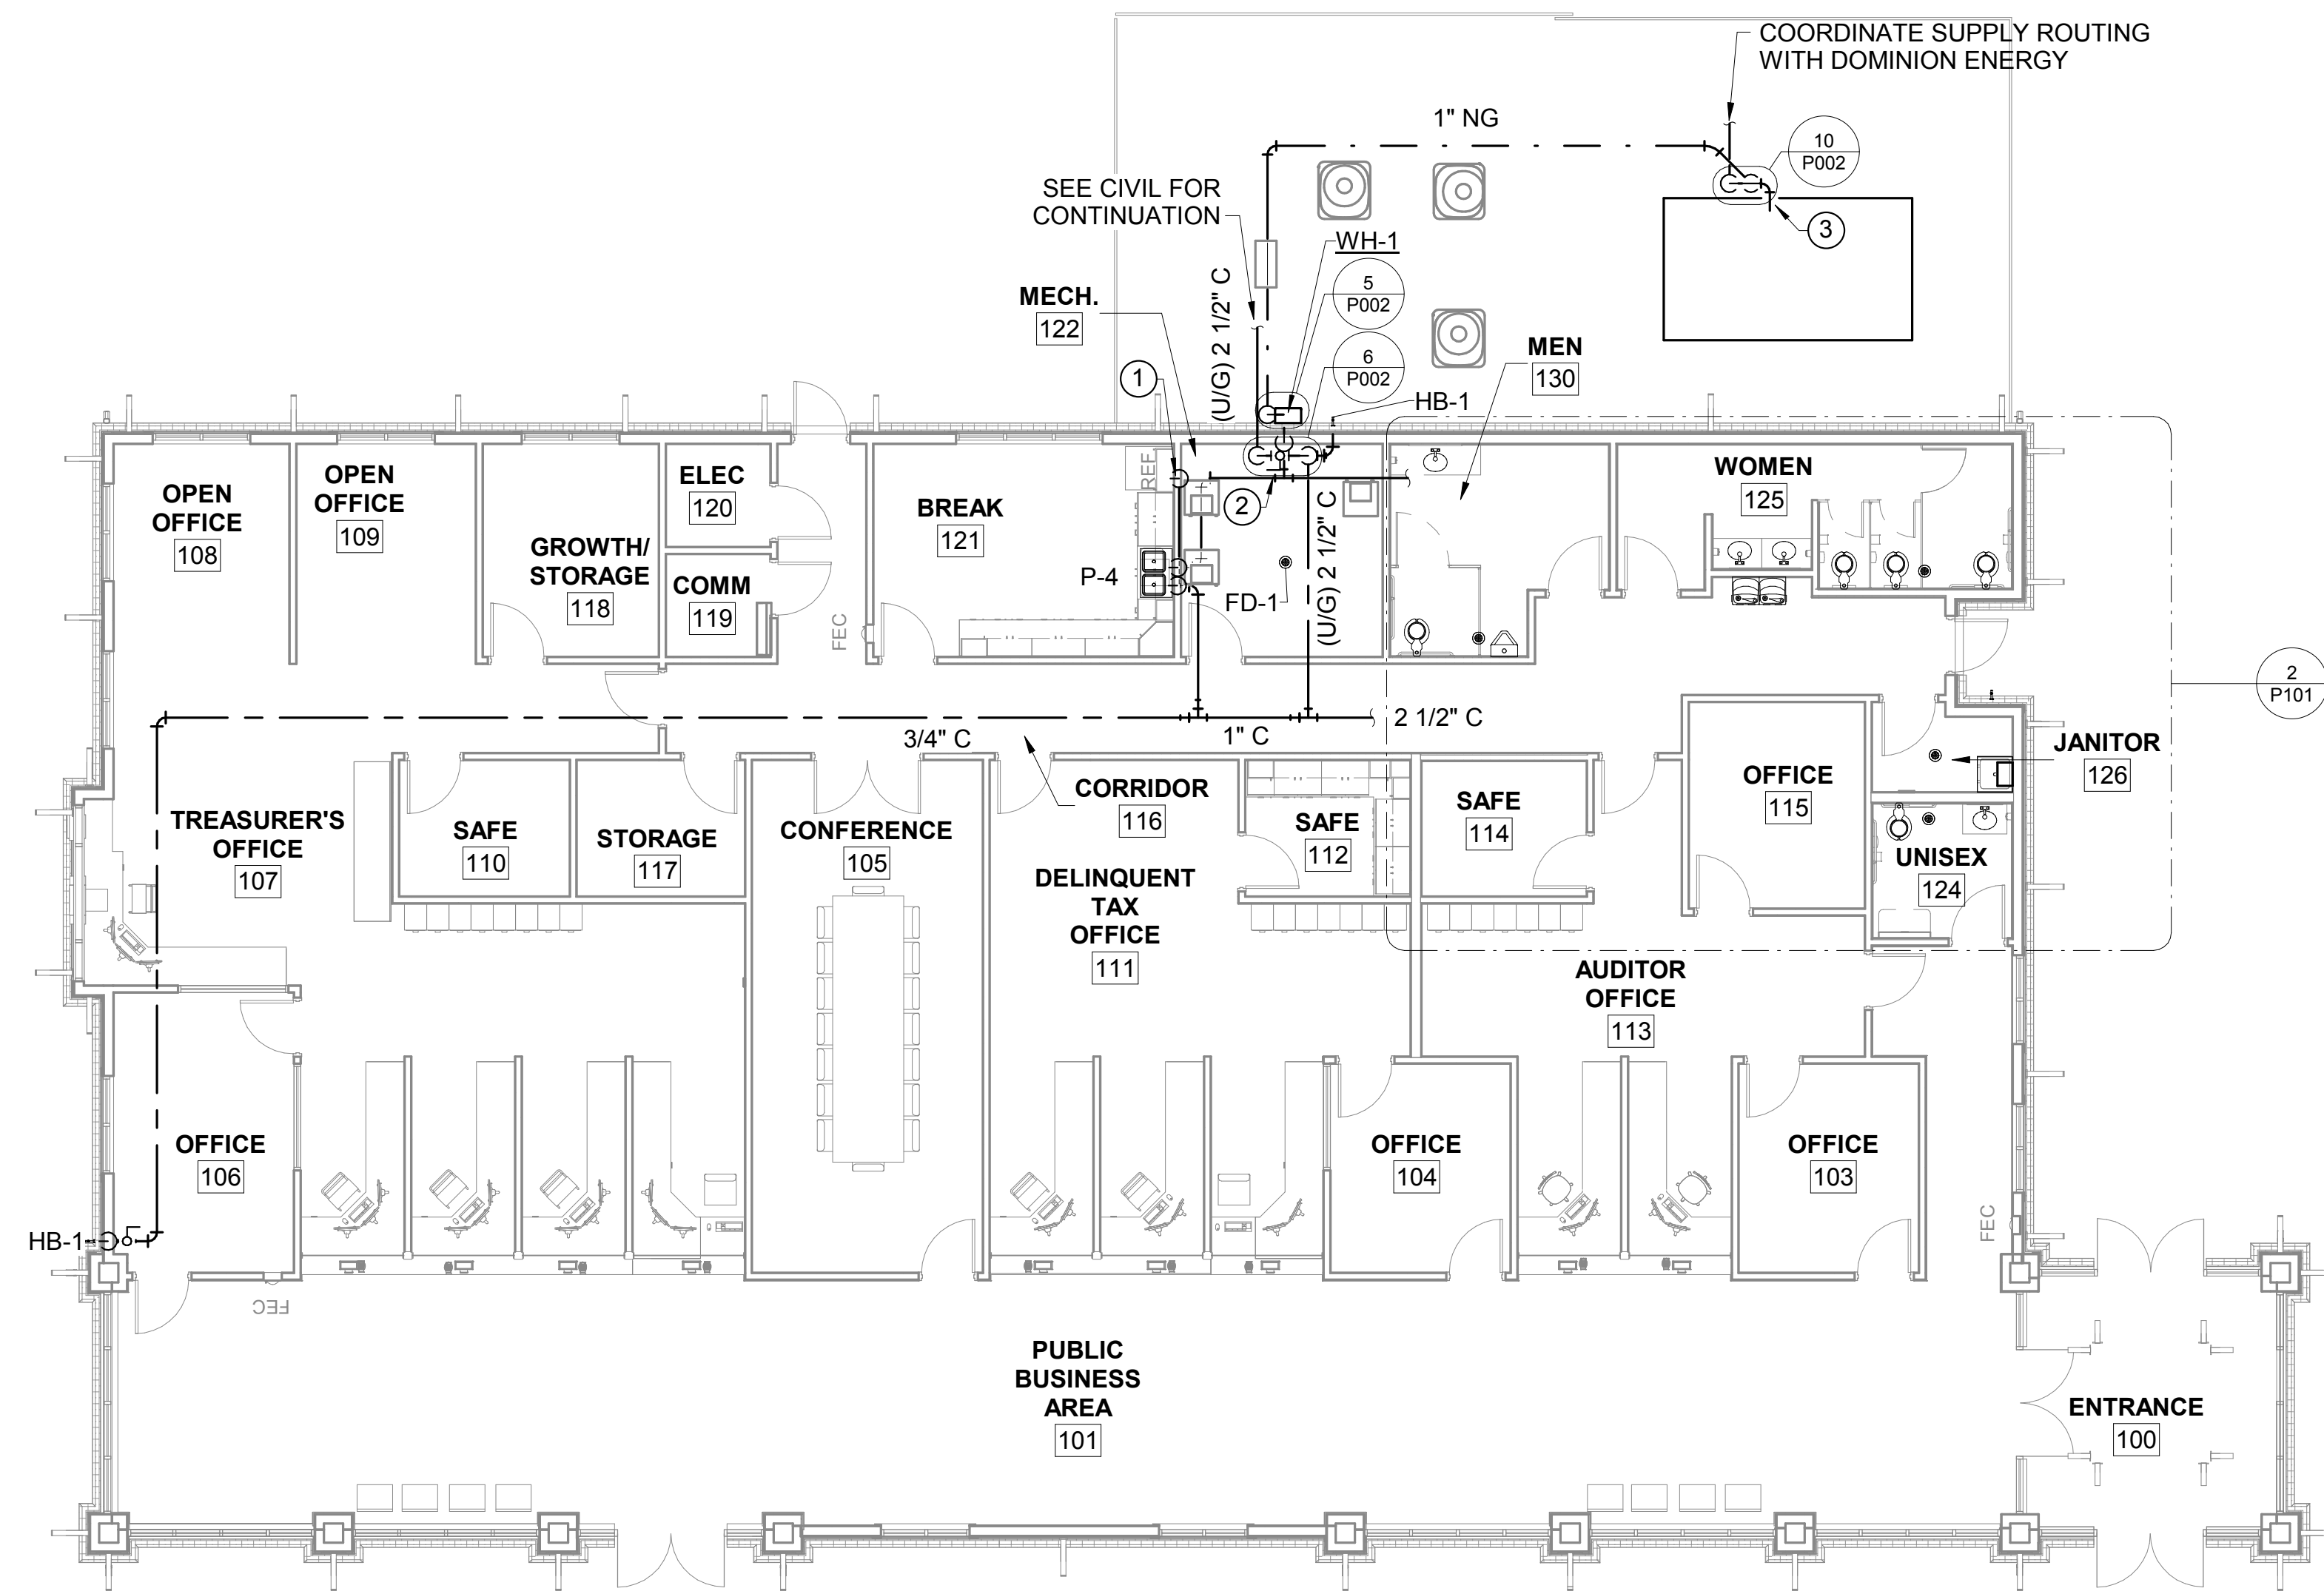 COORDINATE SUPPLY ROUTING
WITH DOMINION ENERGY
1" NG
10
P002
SEE CIVIL FOR
CONTINUATION
3
WH-1
5
P002
(U/G) 2 1/2" C
MECH.
122
6
P002
MEN
130
1
HB-1
OPEN
OFFICE
108
OPEN
OFFICE
109
ELEC
120
REF
BREAK
121
2
WOMEN
125
GROWTH/
STORAGE
118
COMM
119
FEC
P-4
FD-1
(U/G) 2 1/2" C
2
P101
3/4" C
1" C
2 1/2" C
JANITOR
126
TREASURER'S
OFFICE
107
SAFE
110
STORAGE
117
CONFERENCE
105
CORRIDOR
116
SAFE
112
SAFE
114
OFFICE
115
UNISEX
124
DELINQUENT
TAX
OFFICE
111
AUDITOR
OFFICE
113
OFFICE
106
OFFICE
104
OFFICE
103
HB-1
FEC
FEC
PUBLIC
BUSINESS
AREA
101
ENTRANCE
100